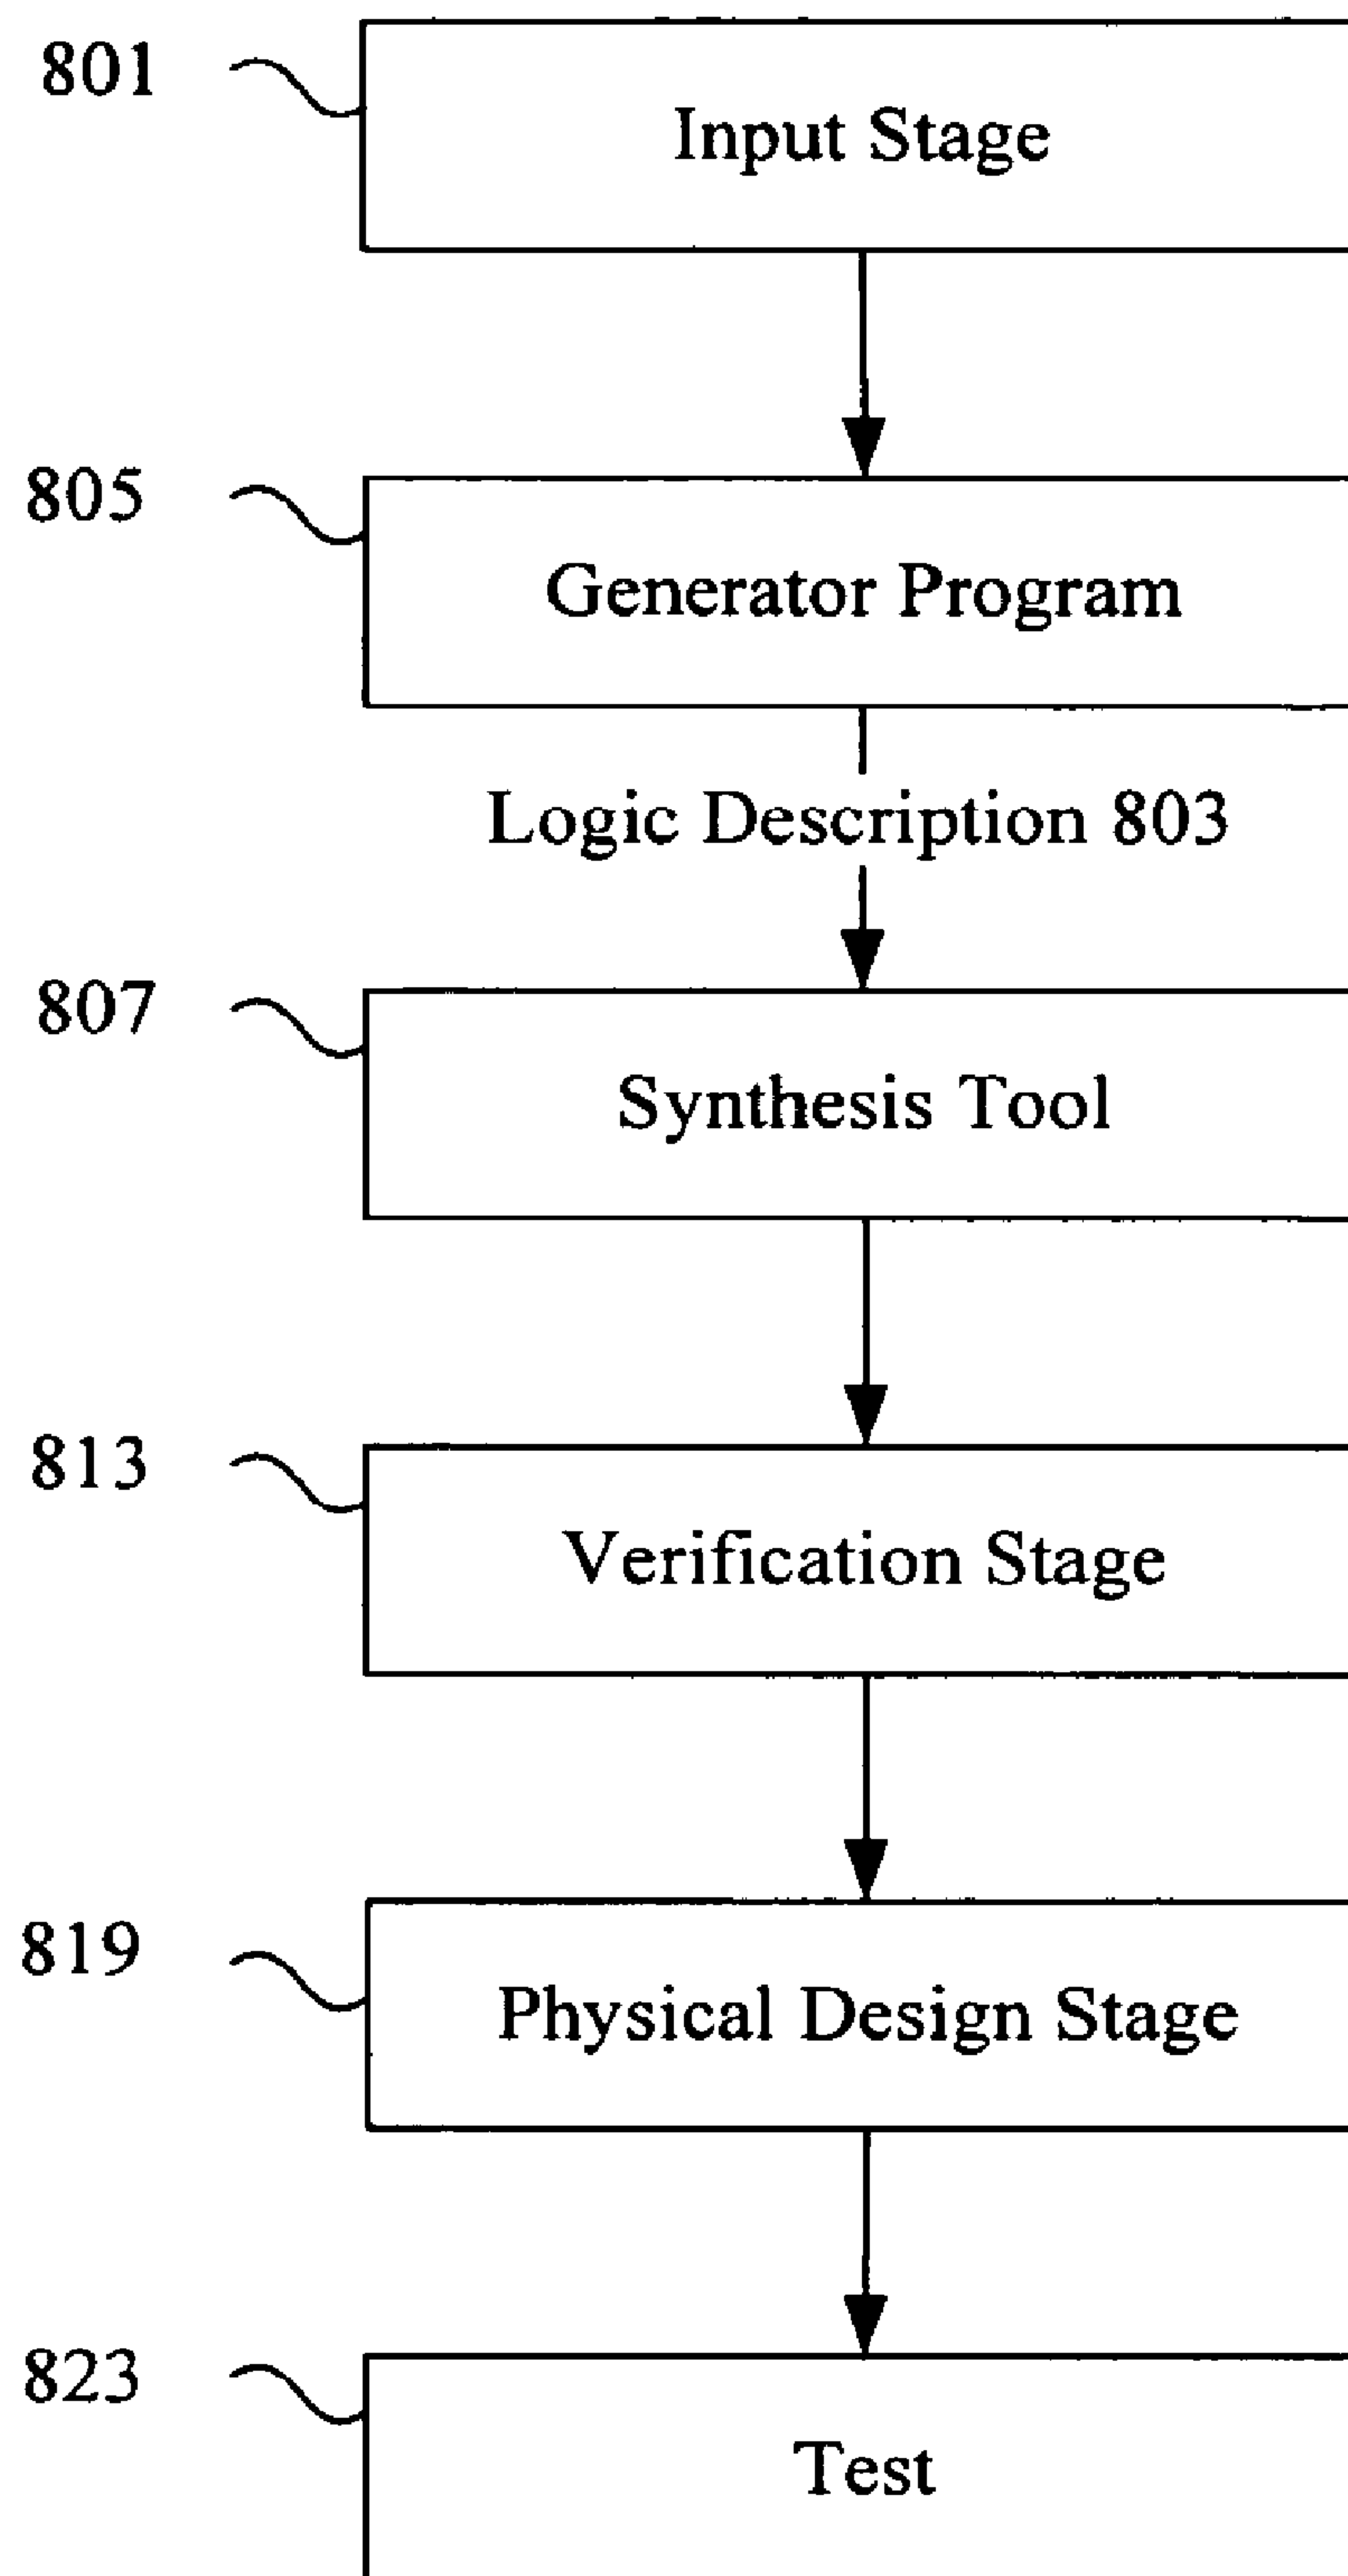 801
Input Stage
805
Generator Program
Logic Description 803
807
Synthesis Tool
813
Verification Stage
819
Physical Design Stage
823
Test